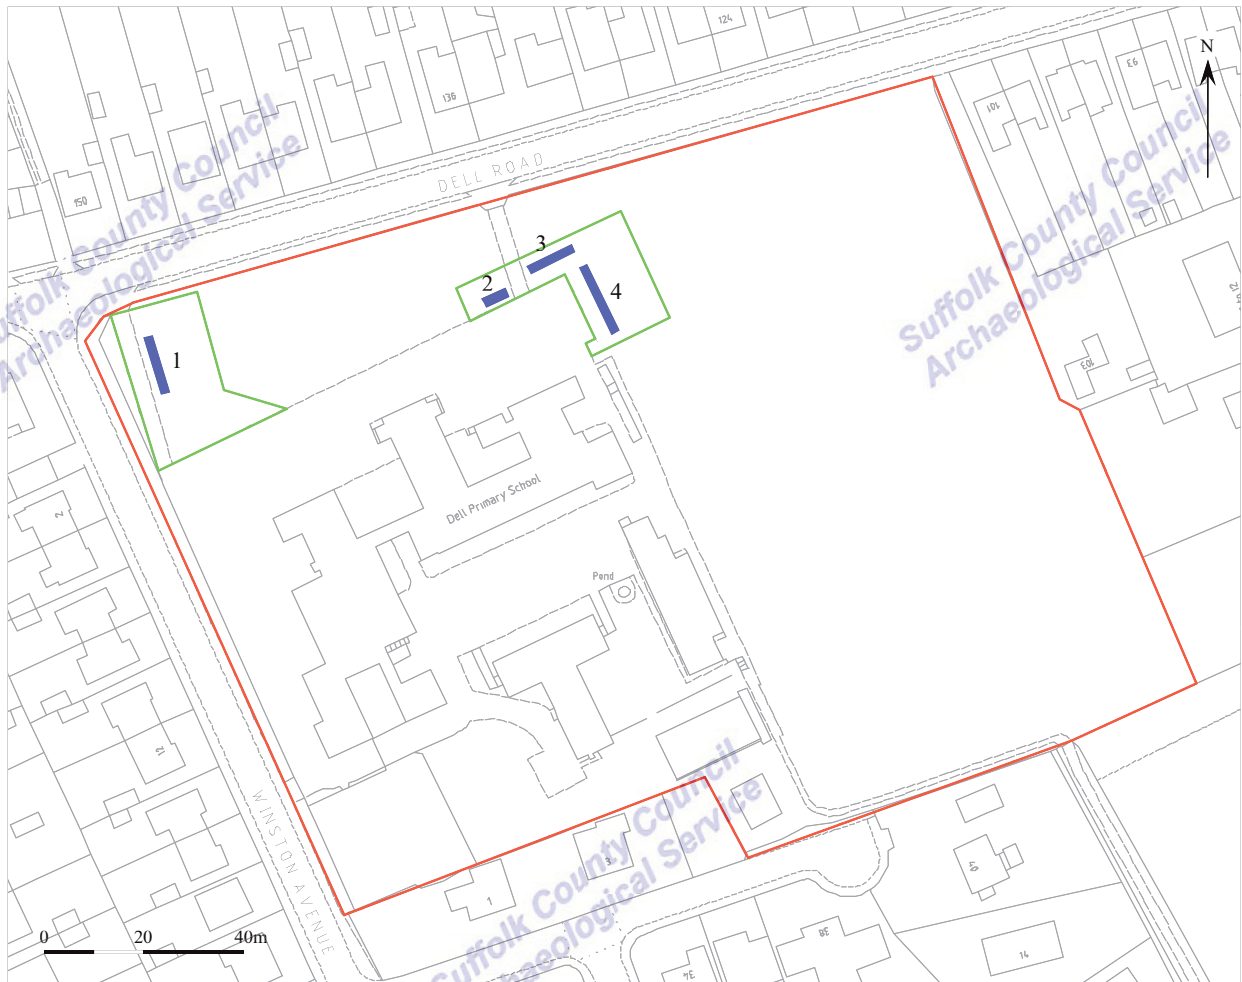 124
N
93
136
101
Suffolk County Council
Archaeological Service
Suffolk County Council
Archaeological Service
DELL ROAD
150
3
2
4
1
103
Dell Primary School
2
Pond
12
WINSTON AVENUE
Suffolk County Council
Archaeological Service
3
1
40
38
14
34
0 20 40m